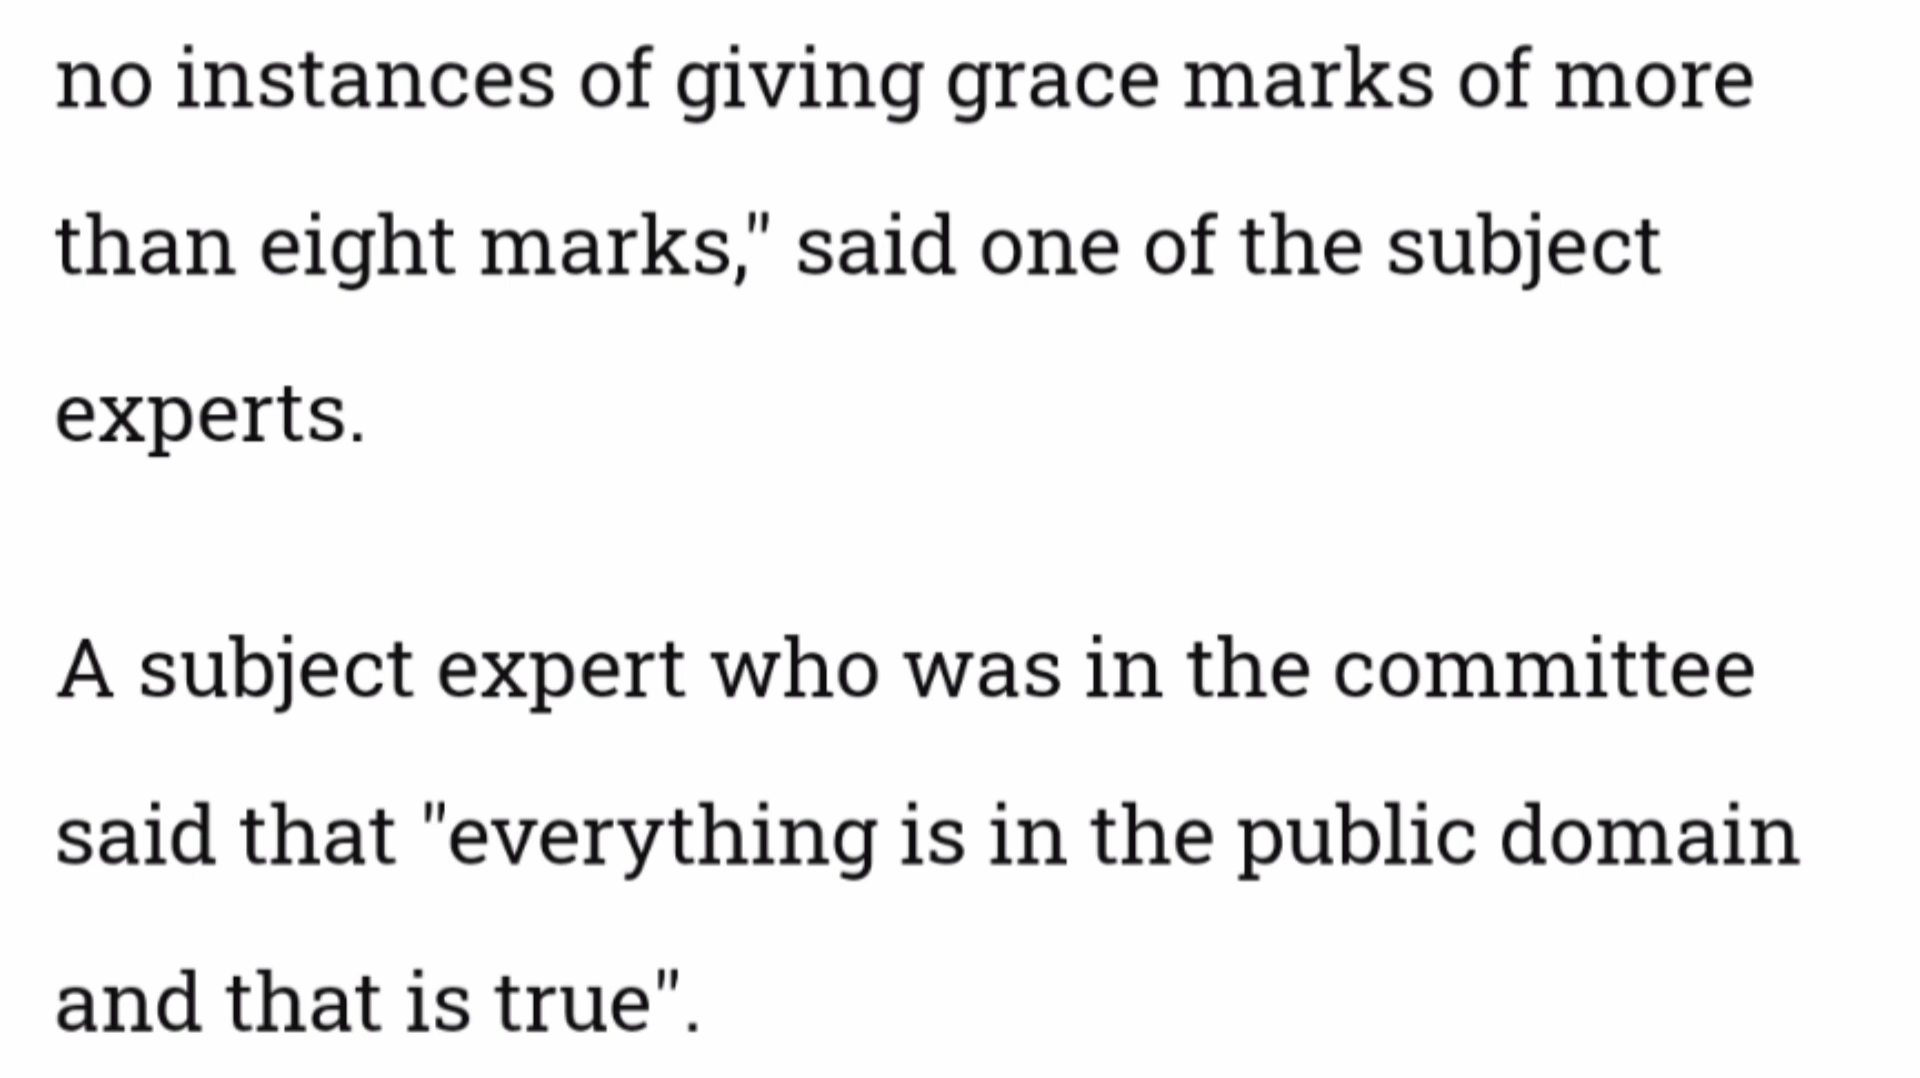 no instances of giving grace marks of more
than eight marks," said one of the subject
experts.
A subject expert who was in the committee
said that "everything is in the public domain
and that is true".